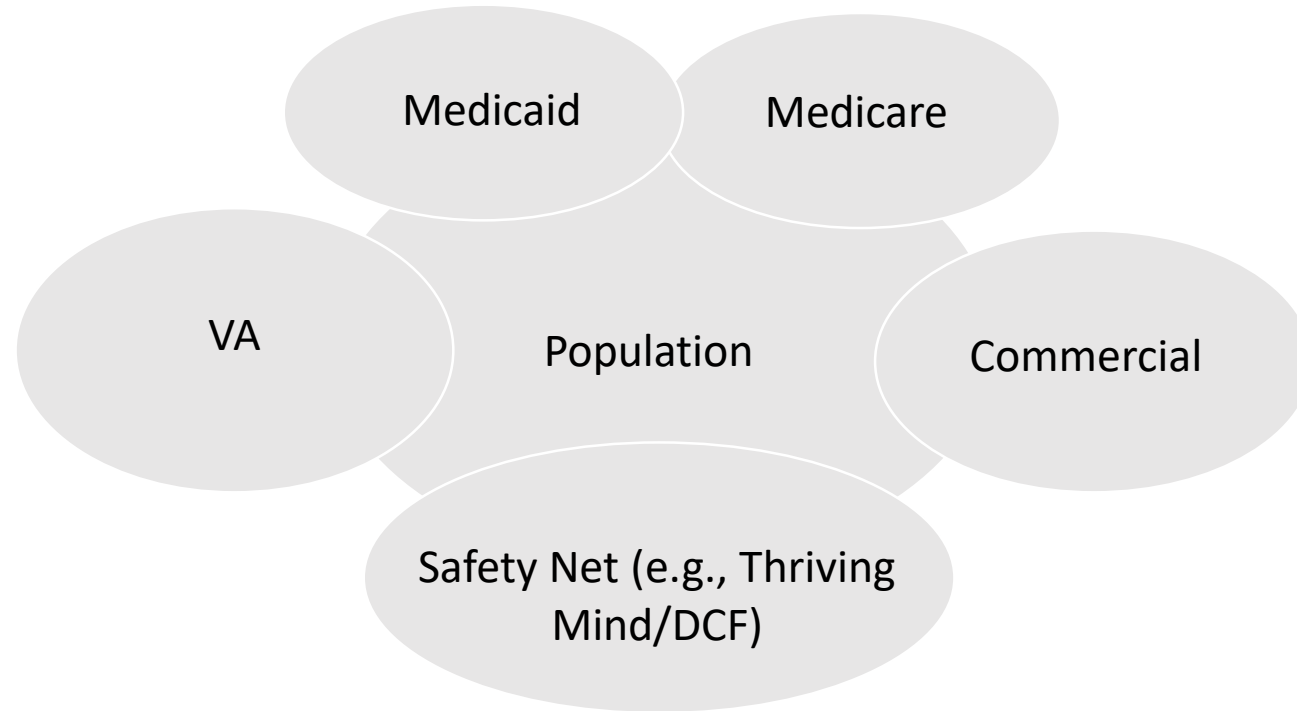 Medicaid
Medicare
VA
Population
Commercial
Safety Net (e.g., Thriving
Mind/DCF)